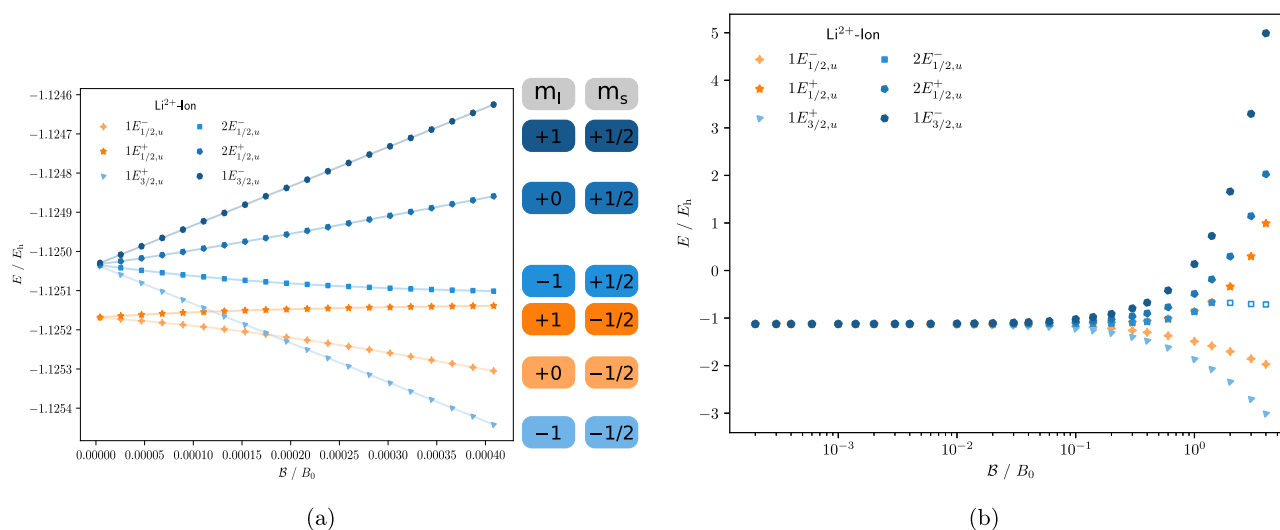 −1.1246
−1.1247
−1.1248
−1.1249
−1.1250
−1.1251
−1.1252
−1.1253
−1.1254
E / E_h
Li²⁺-Ion
1E⁻_{1/2,u}
1E⁺_{1/2,u}
1E⁺_{3/2,u}
2E⁻_{1/2,u}
2E⁺_{1/2,u}
1E⁻_{3/2,u}
0.00000 0.00005 0.00010 0.00015 0.00020 0.00025 0.00030 0.00035 0.00040
ℬ / B₀
m_l m_s
+1 +1/2
+0 +1/2
−1 +1/2
+1 −1/2
+0 −1/2
−1 −1/2
(a)
5
4
3
2
1
0
−1
−2
−3
E / E_h
Li²⁺-Ion
1E⁻_{1/2,u}
1E⁺_{1/2,u}
1E⁺_{3/2,u}
2E⁻_{1/2,u}
2E⁺_{1/2,u}
1E⁻_{3/2,u}
10⁻³ 10⁻² 10⁻¹ 10⁰
ℬ / B₀
(b)